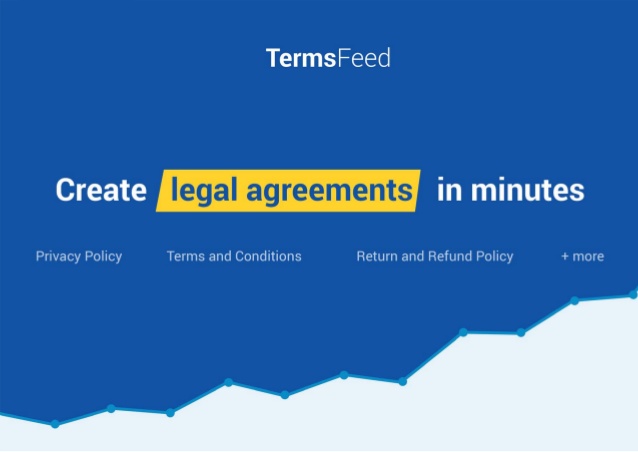 TermsFeed
Create legal agreements in minutes
Privacy Policy Terms and Conditions Return and Refund Policy + more